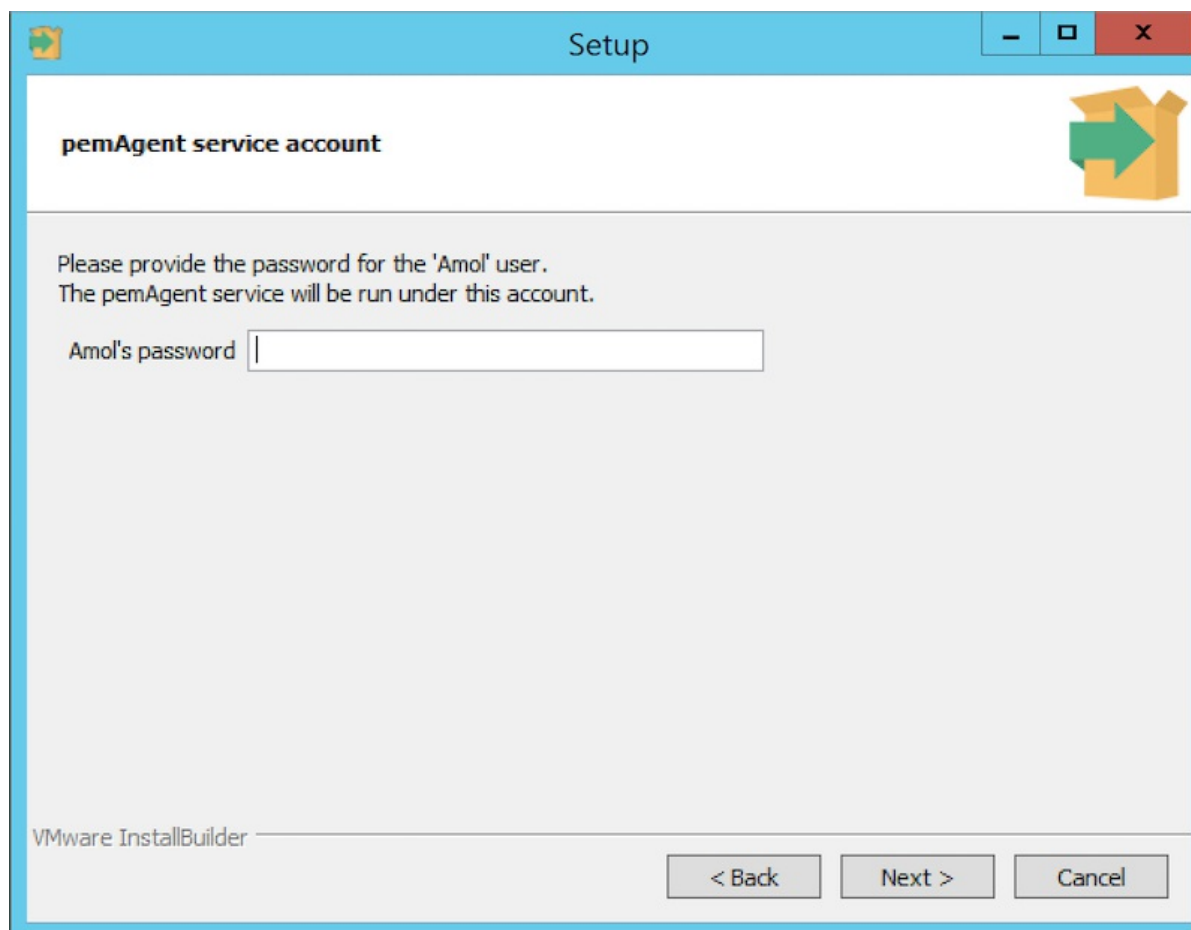 Setup
pemAgent service account
Please provide the password for the 'Amol' user.
The pemAgent service will be run under this account.
Amol's password
VMware InstallBuilder
< Back
Next >
Cancel